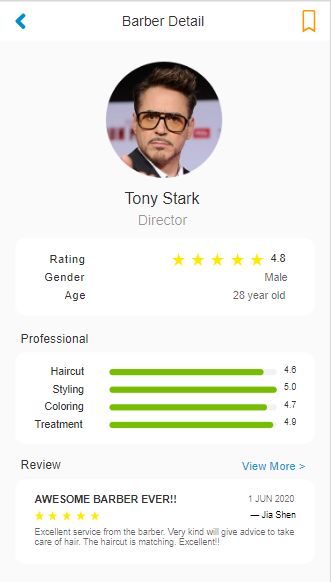 Barber Detail
Tony Stark
Director
Rating 4.8
Gender Male
Age 28 year old
Professional
Haircut 4.6
Styling 5.0
Coloring 4.7
Treatment 4.9
Review View More >
AWESOME BARBER EVER!! 1 JUN 2020
— Jia Shen
Excellent service from the barber. Very kind will give advice to take
care of hair. The haircut is matching. Excellent!!